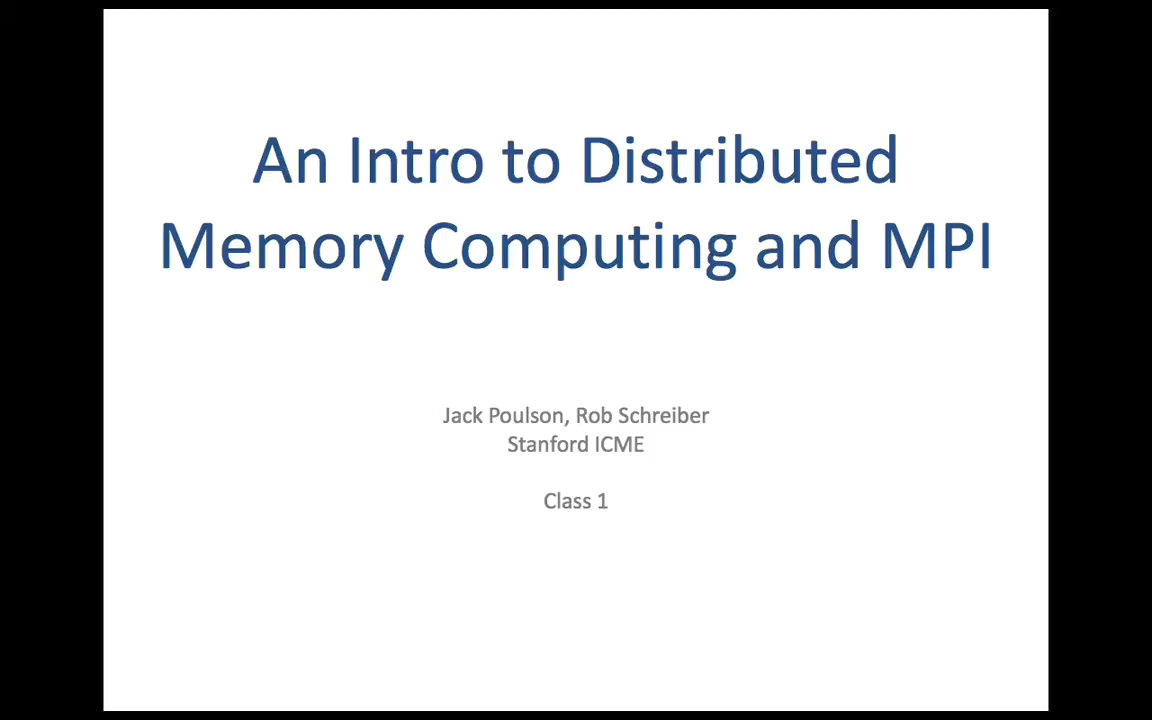 An Intro to Distributed
Memory Computing and MPI
Jack Poulson, Rob Schreiber
Stanford ICME
Class 1